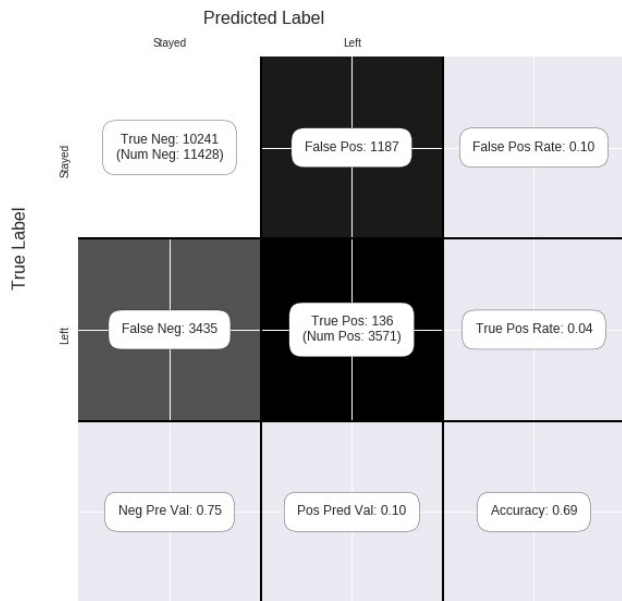 Predicted Label
Stayed
Left
True Label
Stayed
True Neg: 10241
(Num Neg: 11428)
False Pos: 1187
False Pos Rate: 0.10
Left
False Neg: 3435
True Pos: 136
(Num Pos: 3571)
True Pos Rate: 0.04
Neg Pre Val: 0.75
Pos Pred Val: 0.10
Accuracy: 0.69